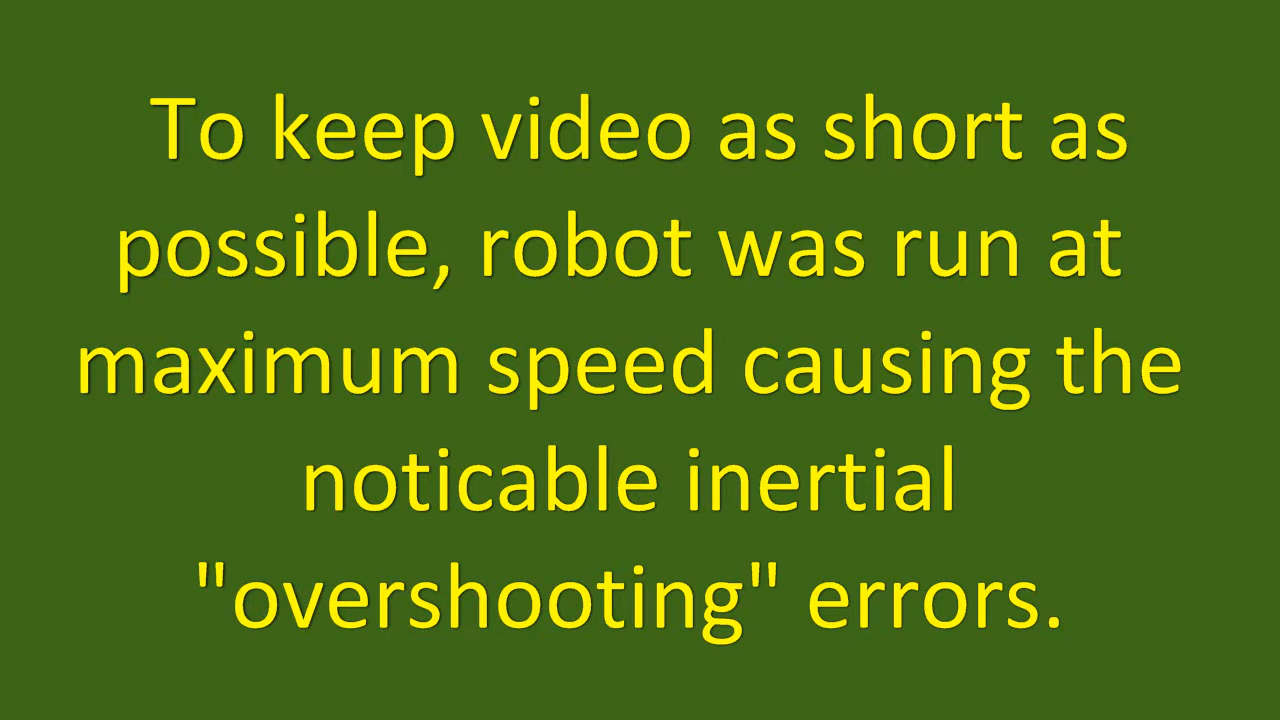 To keep video as short as
possible, robot was run at
maximum speed causing the
noticable inertial
"overshooting" errors.